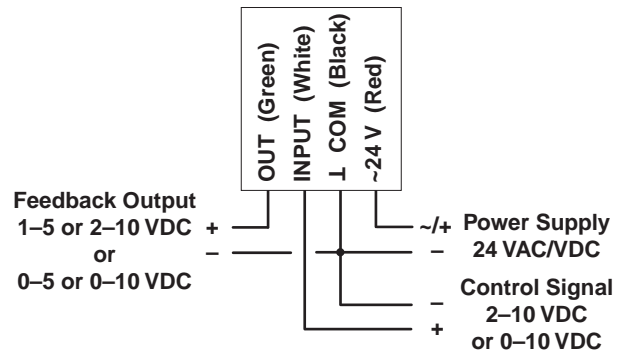 OUT (Green)
INPUT (White)
⊥ COM (Black)
~24 V (Red)
Feedback Output
1–5 or 2–10 VDC +
or –
0–5 or 0–10 VDC
~/+ Power Supply
– 24 VAC/VDC
Control Signal
– 2–10 VDC
+ or 0–10 VDC